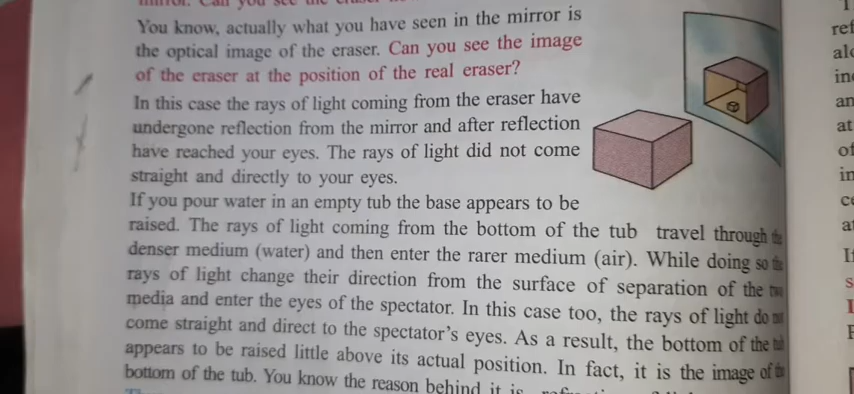 You know, actually what you have seen in the mirror is
the optical image of the eraser. Can you see the image
of the eraser at the position of the real eraser?
In this case the rays of light coming from the eraser have
undergone reflection from the mirror and after reflection
have reached your eyes. The rays of light did not come
straight and directly to your eyes.
If you pour water in an empty tub the base appears to be
raised. The rays of light coming from the bottom of the tub travel through the
denser medium (water) and then enter the rarer medium (air). While doing so the
rays of light change their direction from the surface of separation of the two
media and enter the eyes of the spectator. In this case too, the rays of light do not
come straight and direct to the spectator's eyes. As a result, the bottom of the tub
appears to be raised little above its actual position. In fact, it is the image of the
bottom of the tub. You know the reason behind it is